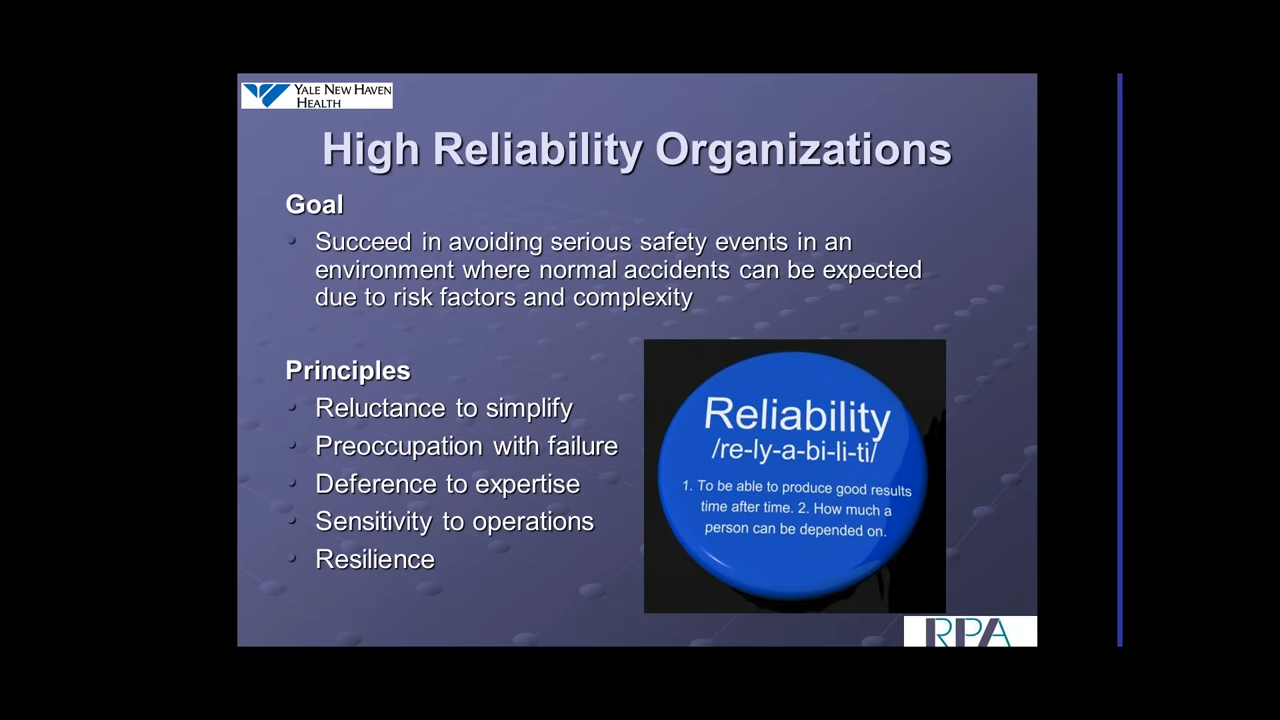 YALE NEW HAVEN
HEALTH
High Reliability Organizations
Goal
• Succeed in avoiding serious safety events in an
environment where normal accidents can be expected
due to risk factors and complexity
Principles
• Reluctance to simplify
• Preoccupation with failure
• Deference to expertise
• Sensitivity to operations
• Resilience
Reliability
/re-ly-a-bi-li-ti/
1. To be able to produce good results
time after time. 2. How much a
person can be depended on.
RPA